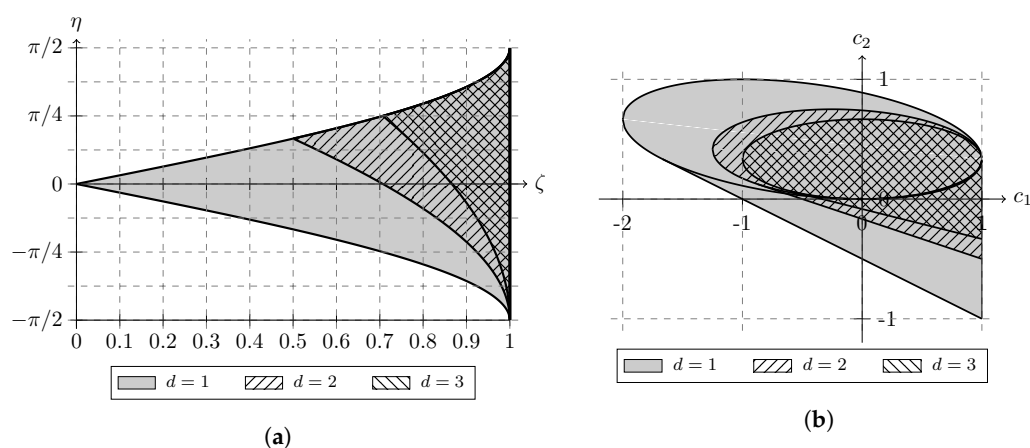 η
π/2
π/4
0
−π/4
−π/2
ζ
0 0.1 0.2 0.3 0.4 0.5 0.6 0.7 0.8 0.9 1
d = 1 d = 2 d = 3
(a)
c₂
1
0
c₁
-2 -1 0 1
-1
d = 1 d = 2 d = 3
(b)